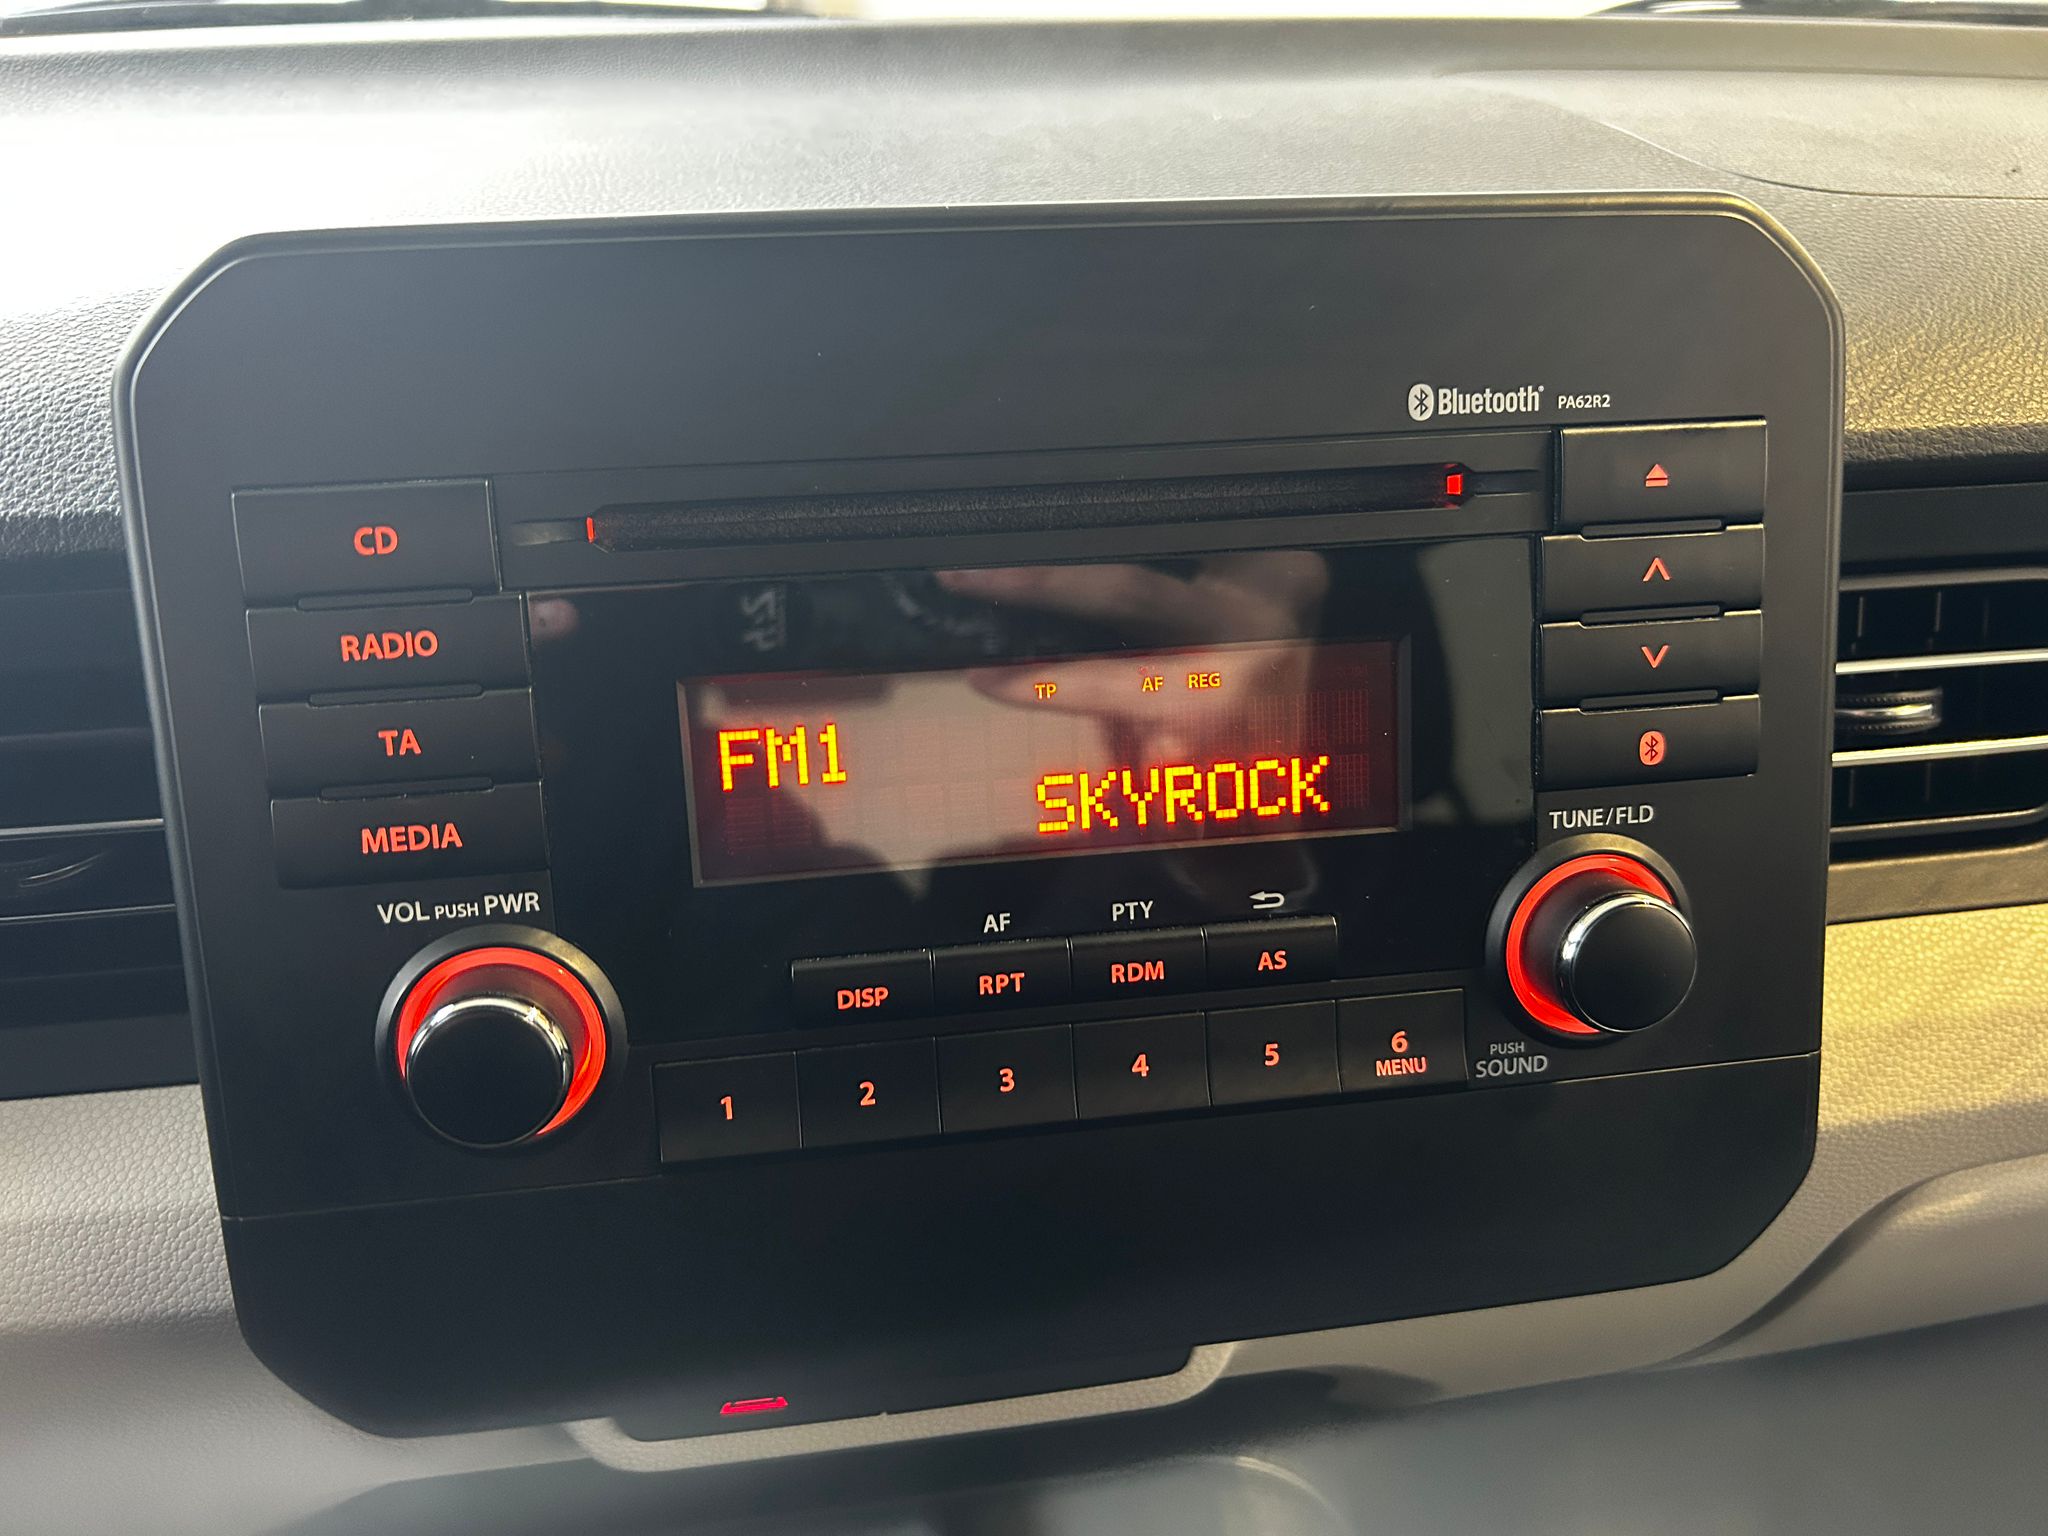 Bluetooth® PA62R2
CD
RADIO
TA
MEDIA
TP AF REG
FM1
SKYROCK
VOL PUSH PWR
TUNE/FLD
AF PTY
DISP RPT RDM AS
1 2 3 4 5 6
MENU
PUSH
SOUND